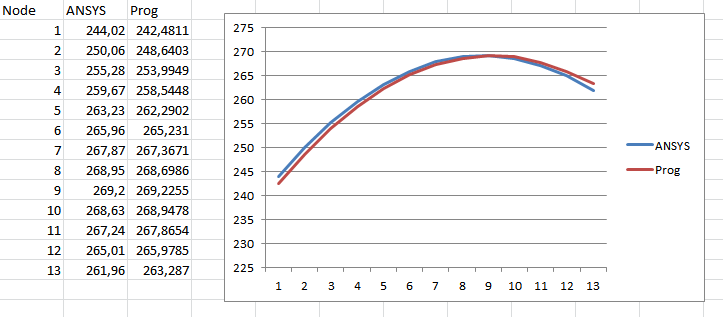 Node ANSYS Prog
1 244,02 242,4811
2 250,06 248,6403
3 255,28 253,9949
4 259,67 258,5448
5 263,23 262,2902
6 265,96 265,231
7 267,87 267,3671
8 268,95 268,6986
9 269,2 269,2255
10 268,63 268,9478
11 267,24 267,8654
12 265,01 265,9785
13 261,96 263,287
275
270
265
260
255
250
245
240
235
230
225
1 2 3 4 5 6 7 8 9 10 11 12 13
ANSYS
Prog